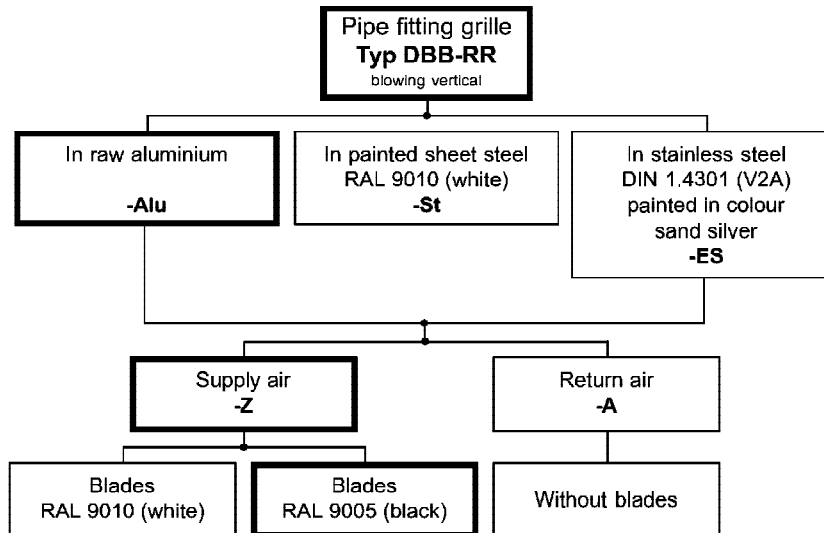 Pipe fitting grille
Typ DBB-RR
blowing vertical
In raw aluminium
-Alu
In painted sheet steel
RAL 9010 (white)
-St
In stainless steel
DIN 1.4301 (V2A)
painted in colour
sand silver
-ES
Supply air
-Z
Return air
-A
Blades
RAL 9010 (white)
Blades
RAL 9005 (black)
Without blades